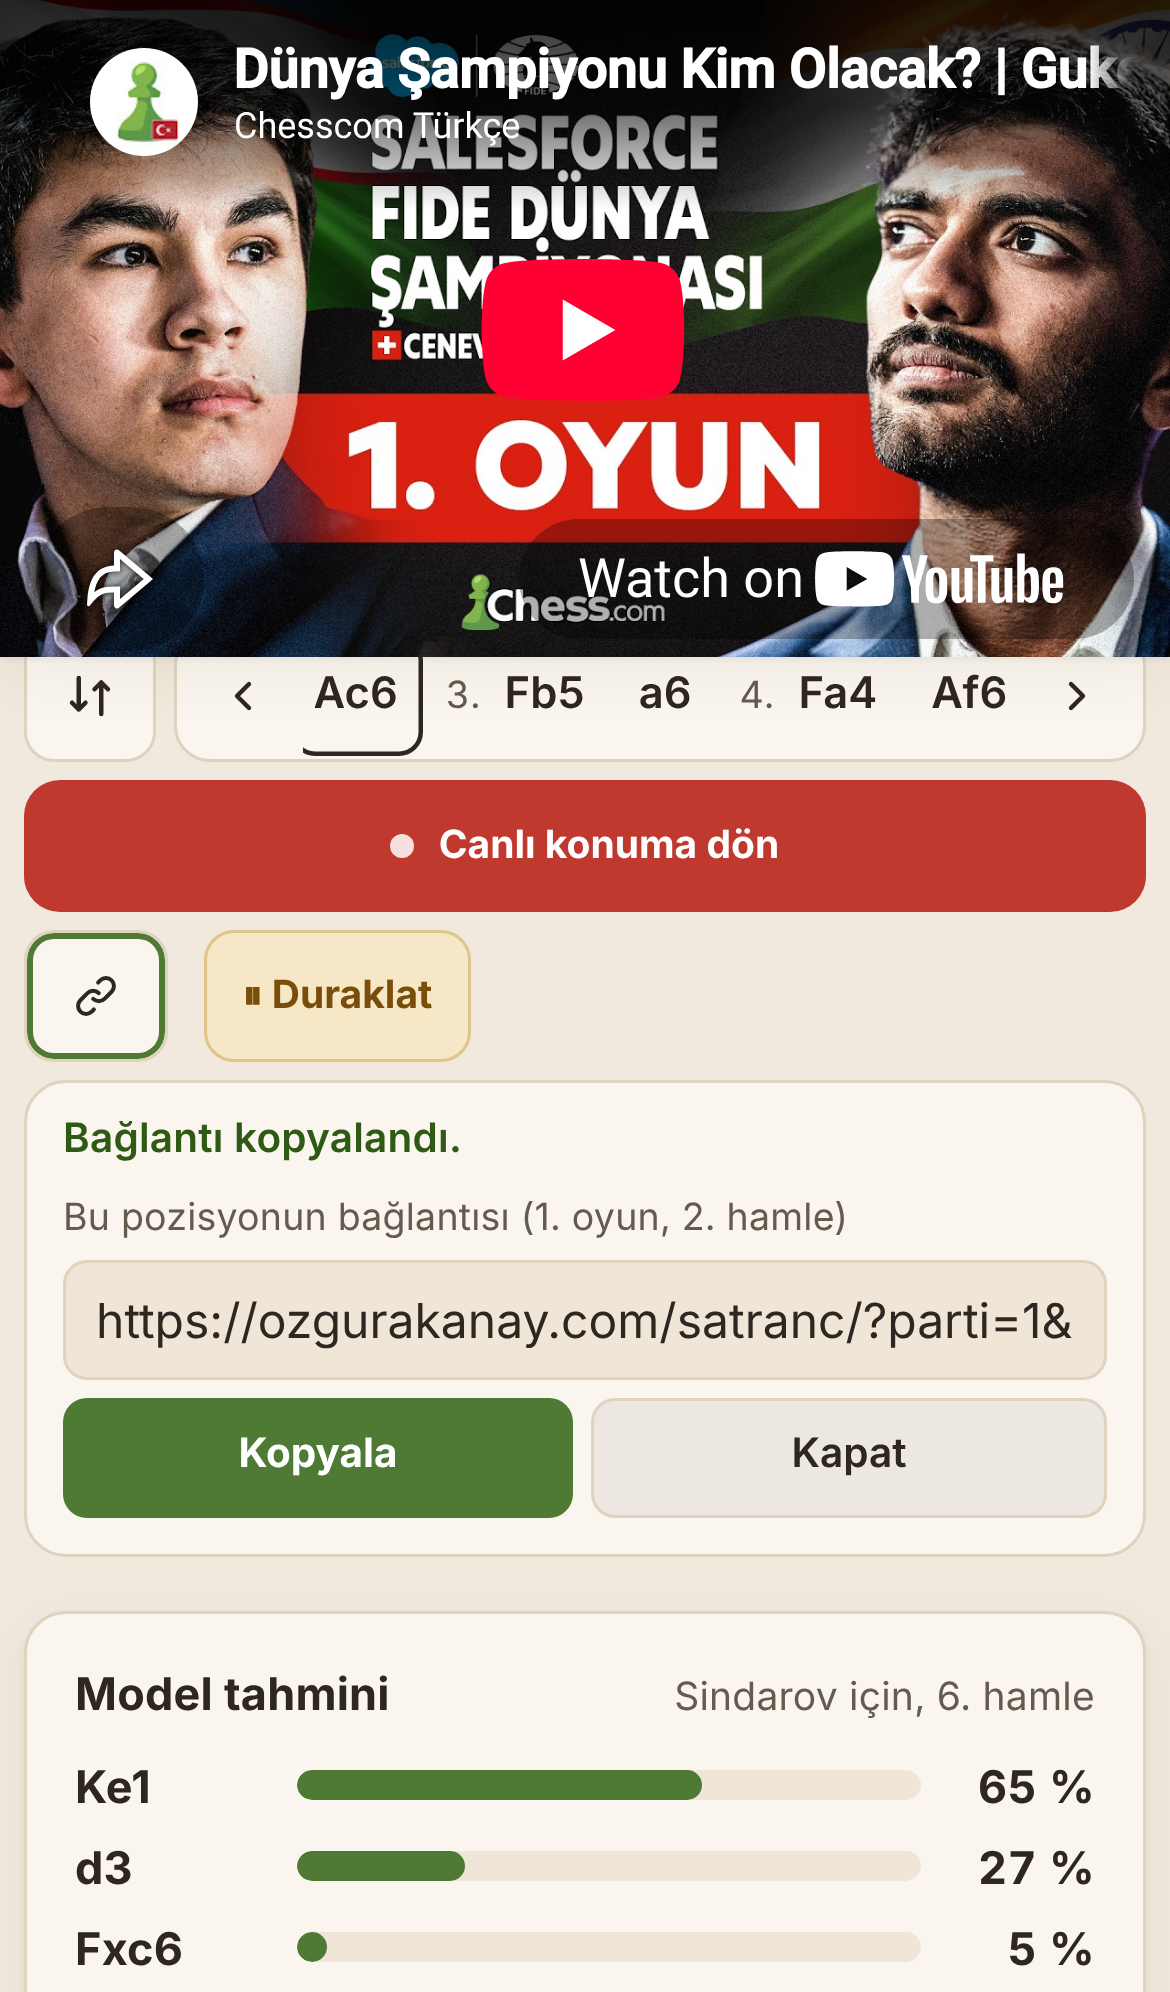 Dünya Şampiyonu Kim Olacak? | Guk
Chesscom Türkçe
FIDE
SALESFORCE
FIDE DÜNYA
1. OYUN
Watch on YouTube
Chess.com
Ac6 3. Fb5 a6 4. Fa4 Af6
Canlı konuma dön
Duraklat
Bağlantı kopyalandı.
Bu pozisyonun bağlantısı (1. oyun, 2. hamle)
https://ozgurakanay.com/satranc/?parti=1&
Kopyala
Kapat
Model tahmini
Sindarov için, 6. hamle
Ke1 65 %
d3 27 %
Fxc6 5 %